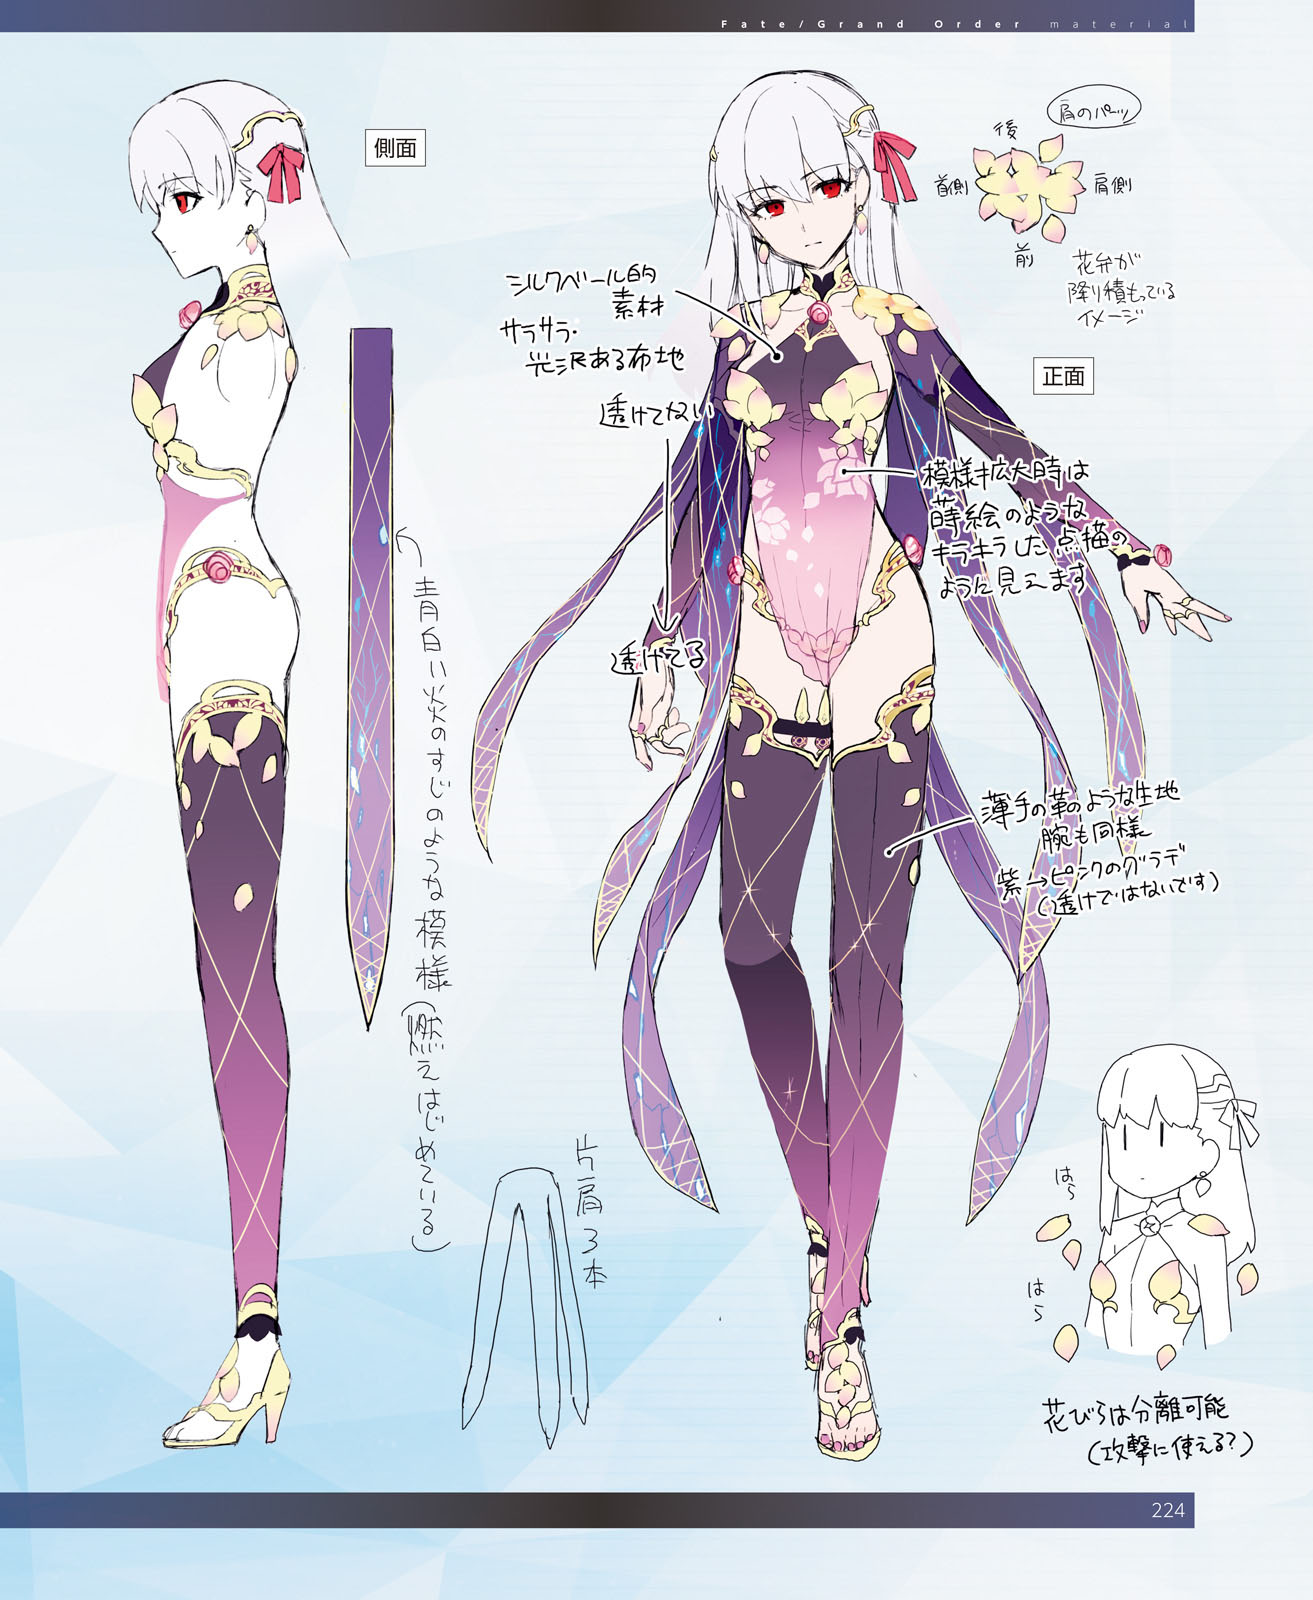 Fate/Grand Order material
側面
肩のパーツ
後
首側
肩側
前
花弁が
降り積もっている
イメージ
シルクベール的
素材
サラサラ・
光沢ある布地
透けてない
正面
模様拡大時は
蒔絵のような
キラキラした点描の
ように見えます
青白い炎のすじのような模様(燃えはじめている)
透けてる
薄手の革のような生地
腕も同様
紫→ピンクのグラデ
(透けではないです)
片肩3本
はら
はら
花びらは分離可能
(攻撃に使える?)
224